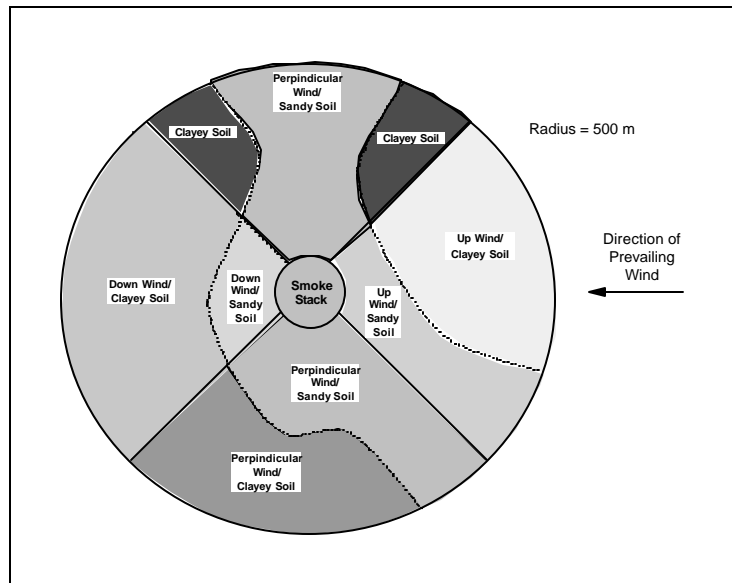 Perpindicular
Wind/
Sandy Soil
Clayey Soil
Clayey Soil
Radius = 500 m
Up Wind/
Clayey Soil
Direction of
Prevailing
Wind
Down Wind/
Clayey Soil
Down
Wind/
Sandy
Soil
Smoke
Stack
Up
Wind/
Sandy
Soil
Perpindicular
Wind/
Sandy Soil
Perpindicular
Wind/
Clayey Soil